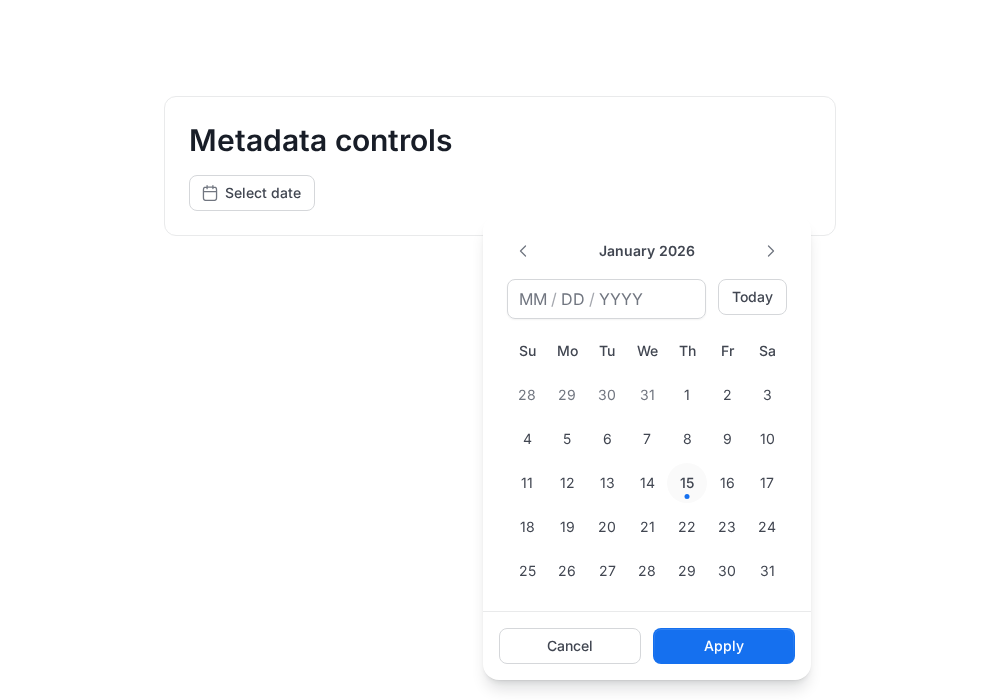 Metadata controls
Select date
January 2026
MM / DD / YYYY
Today
Su Mo Tu We Th Fr Sa
28 29 30 31 1 2 3
4 5 6 7 8 9 10
11 12 13 14 15 16 17
18 19 20 21 22 23 24
25 26 27 28 29 30 31
Cancel
Apply